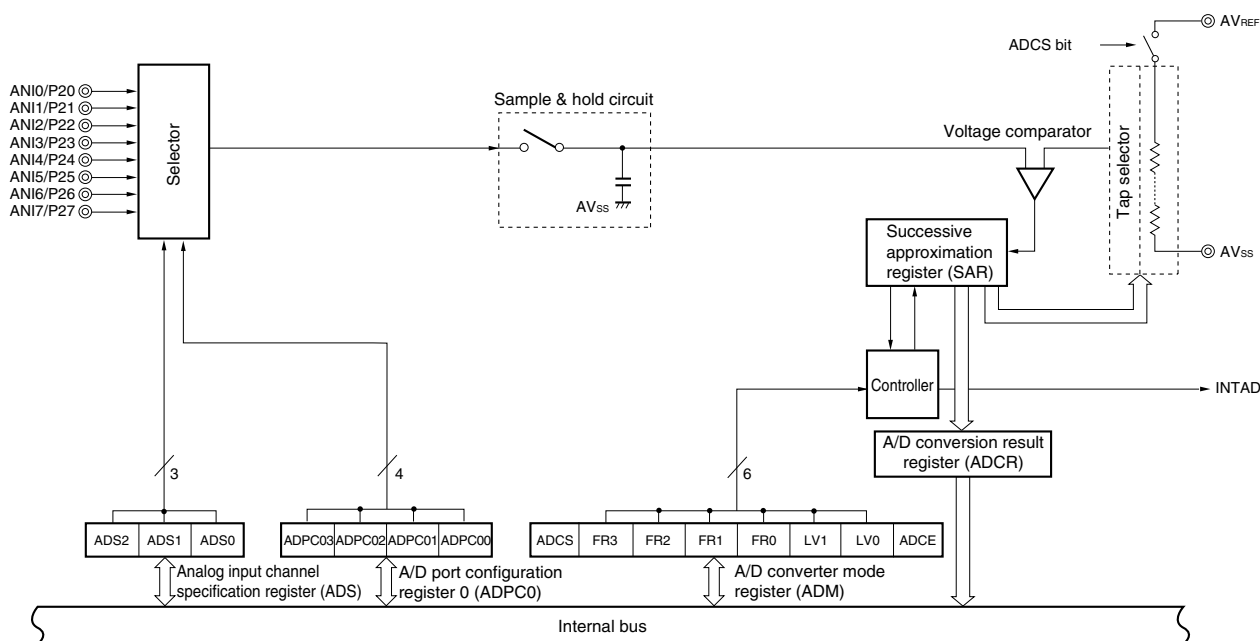 AVREF
ADCS bit
ANI0/P20
ANI1/P21
ANI2/P22
ANI3/P23
ANI4/P24
ANI5/P25
ANI6/P26
ANI7/P27
Selector
Sample & hold circuit
AVSS
Voltage comparator
Tap selector
AVSS
Successive
approximation
register (SAR)
Controller
INTAD
A/D conversion result
register (ADCR)
3
4
6
ADS2 ADS1 ADS0
ADPC03 ADPC02 ADPC01 ADPC00
ADCS FR3 FR2 FR1 FR0 LV1 LV0 ADCE
Analog input channel
specification register (ADS)
A/D port configuration
register 0 (ADPC0)
A/D converter mode
register (ADM)
Internal bus